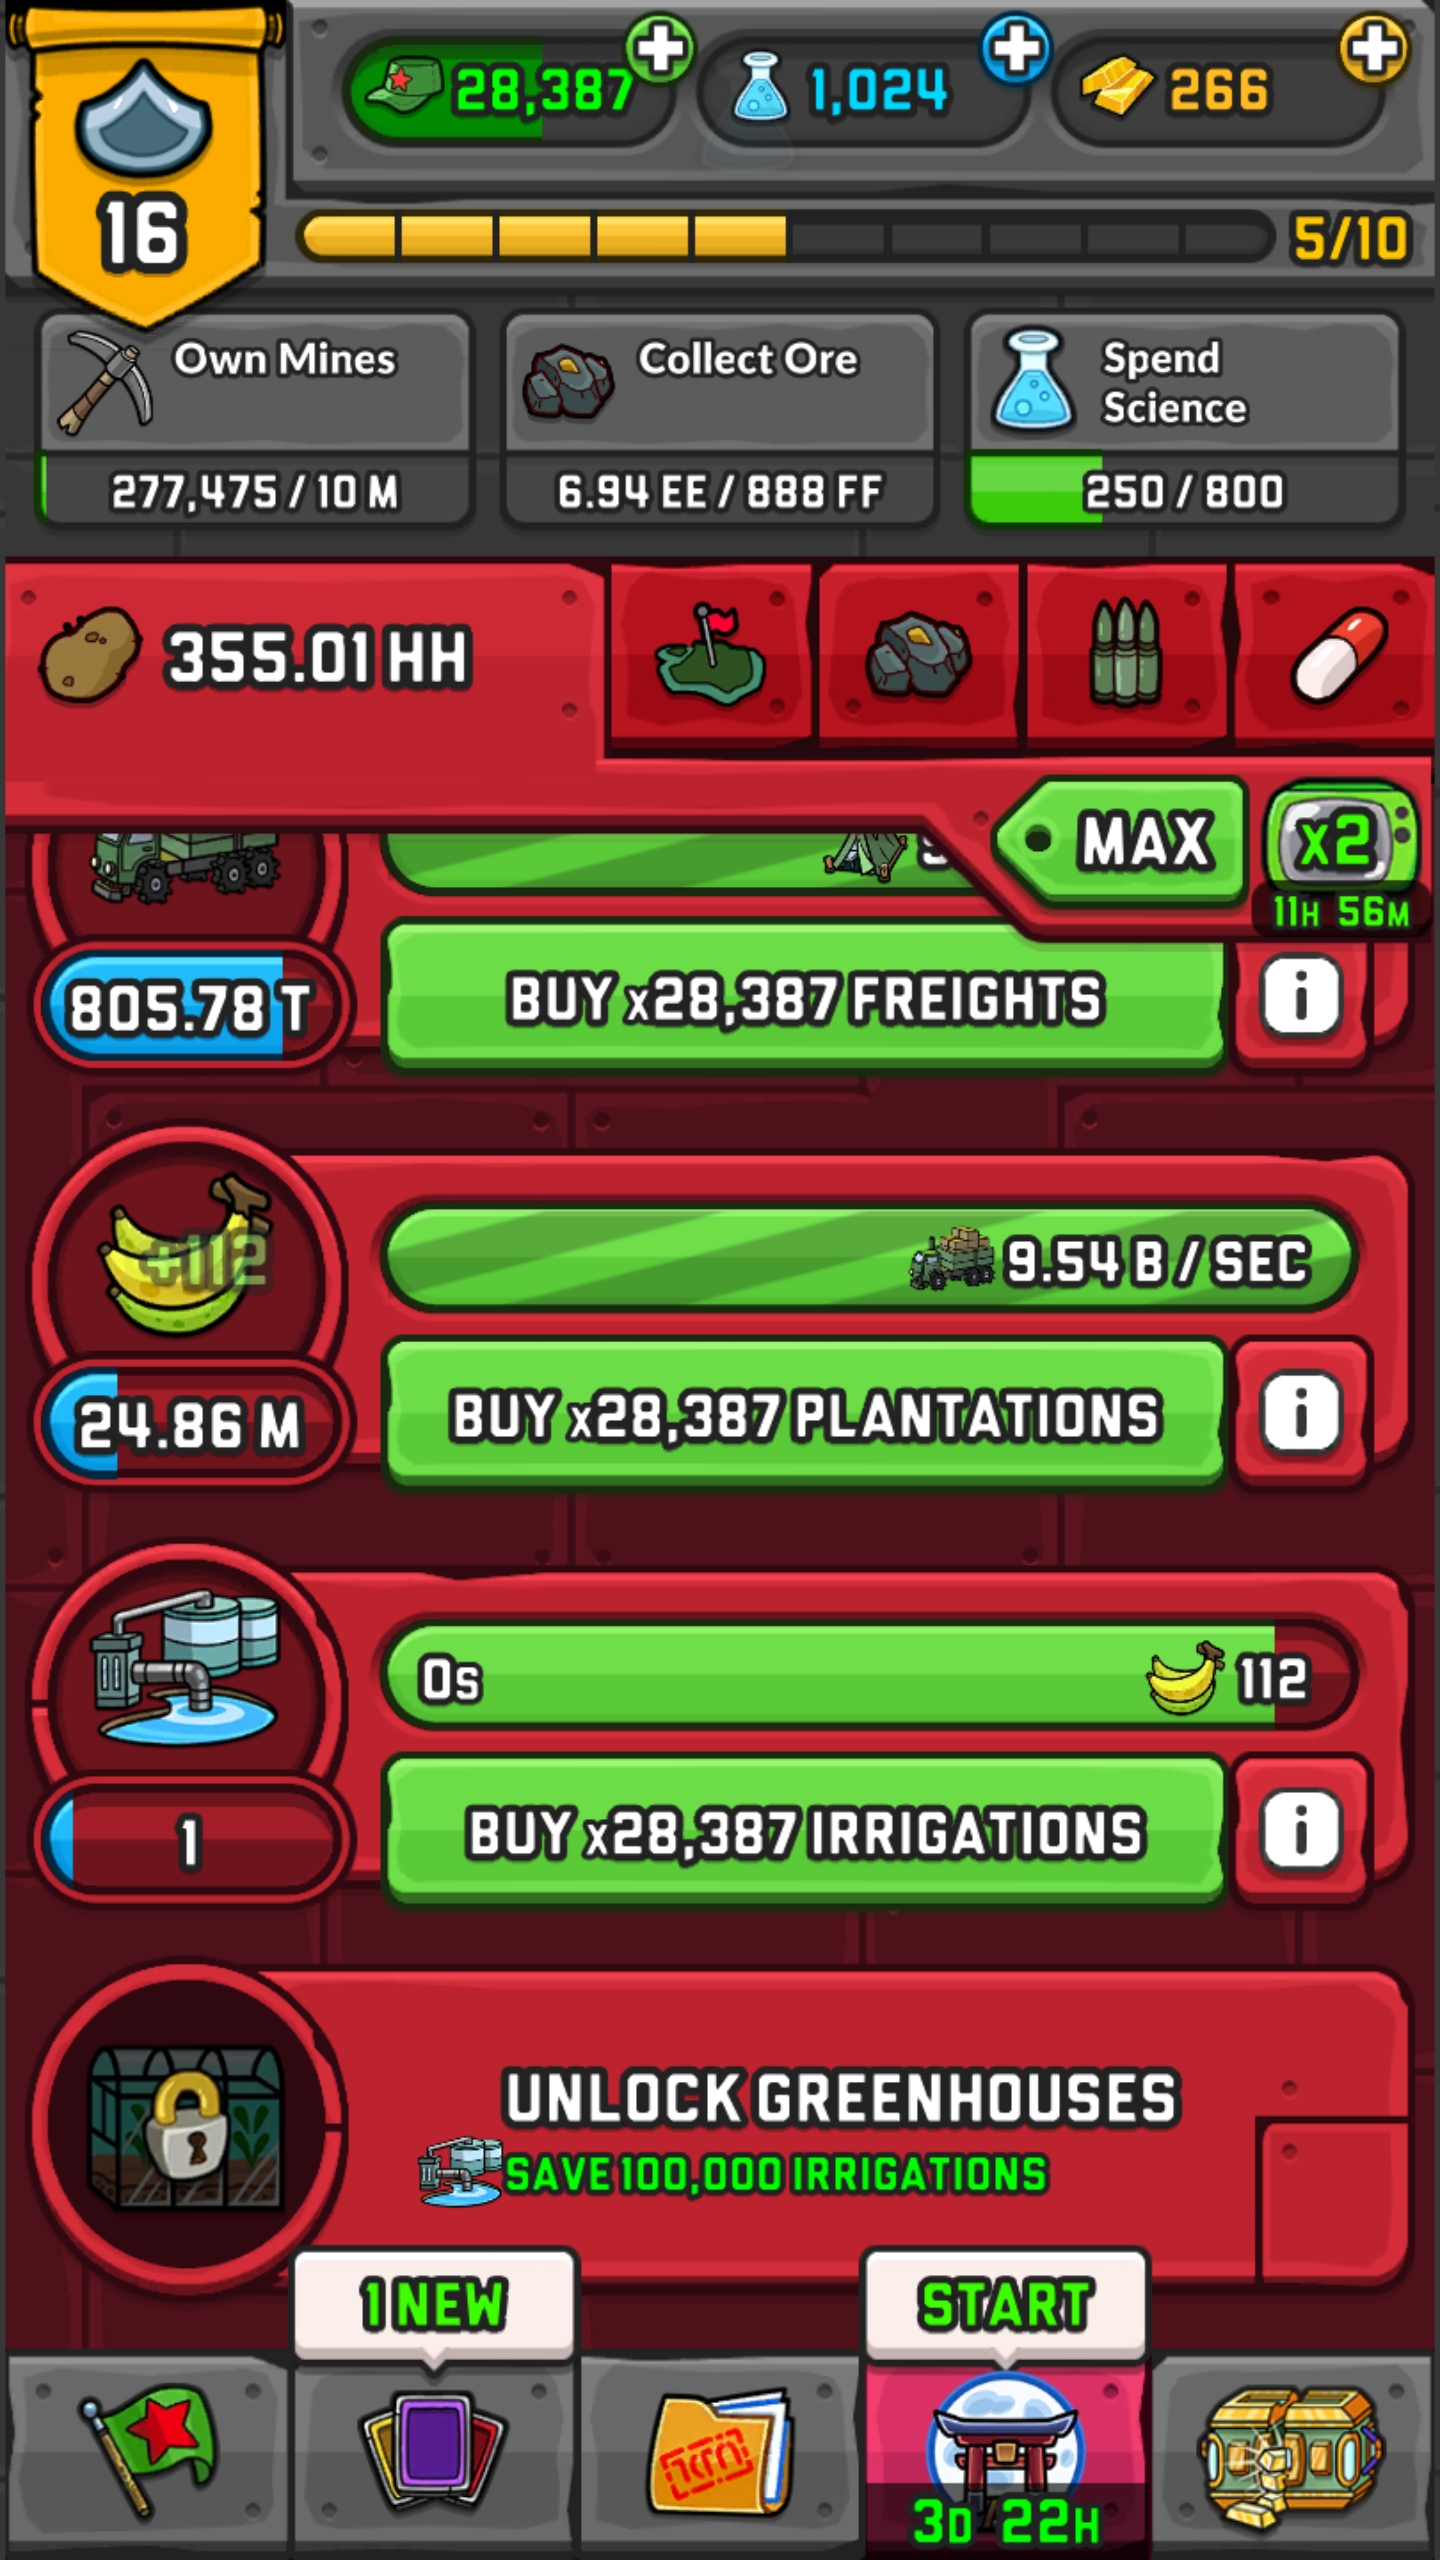 28,387
1,024
266
16
5/10
Own Mines
277,475 / 10 M
Collect Ore
6.94 EE / 888 FF
Spend
Science
250 / 800
355.01 HH
MAX
x2
11H 56M
805.78 T
BUY x28,387 FREIGHTS
i
+112
9.54 B / SEC
24.86 M
BUY x28,387 PLANTATIONS
i
0s
112
1
BUY x28,387 IRRIGATIONS
i
UNLOCK GREENHOUSES
SAVE 100,000 IRRIGATIONS
1 NEW
START
3D 22H